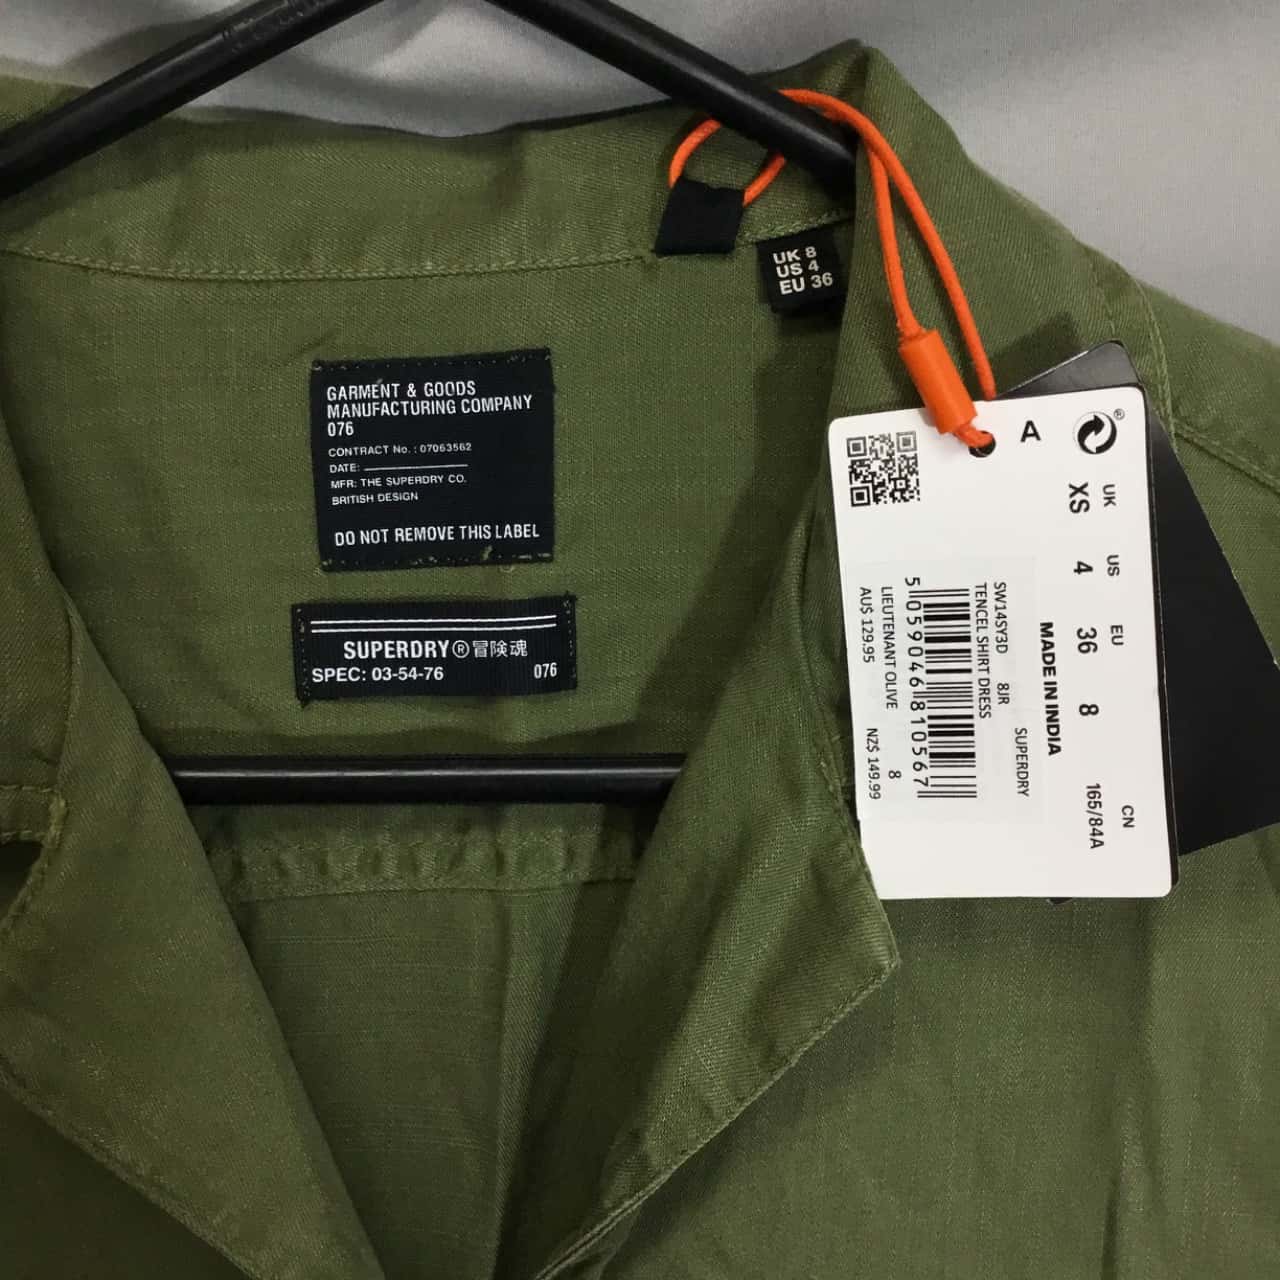 UK 8
US 4
EU 36
GARMENT & GOODS
MANUFACTURING COMPANY
076
CONTRACT No. : 07063562
DATE:
MFR: THE SUPERDRY CO.
BRITISH DESIGN
DO NOT REMOVE THIS LABEL
SUPERDRY® 冒険魂
SPEC: 03-54-76 076
A
®
UK US EU CN
XS 4 36 8 165/84A
MADE IN INDIA
SUPERDRY
SW14SY3D 8JR
TENCEL SHIRT DRESS
5 059046 810567
LIEUTENANT OLIVE 8
AU$ 129.95 NZ$ 149.99